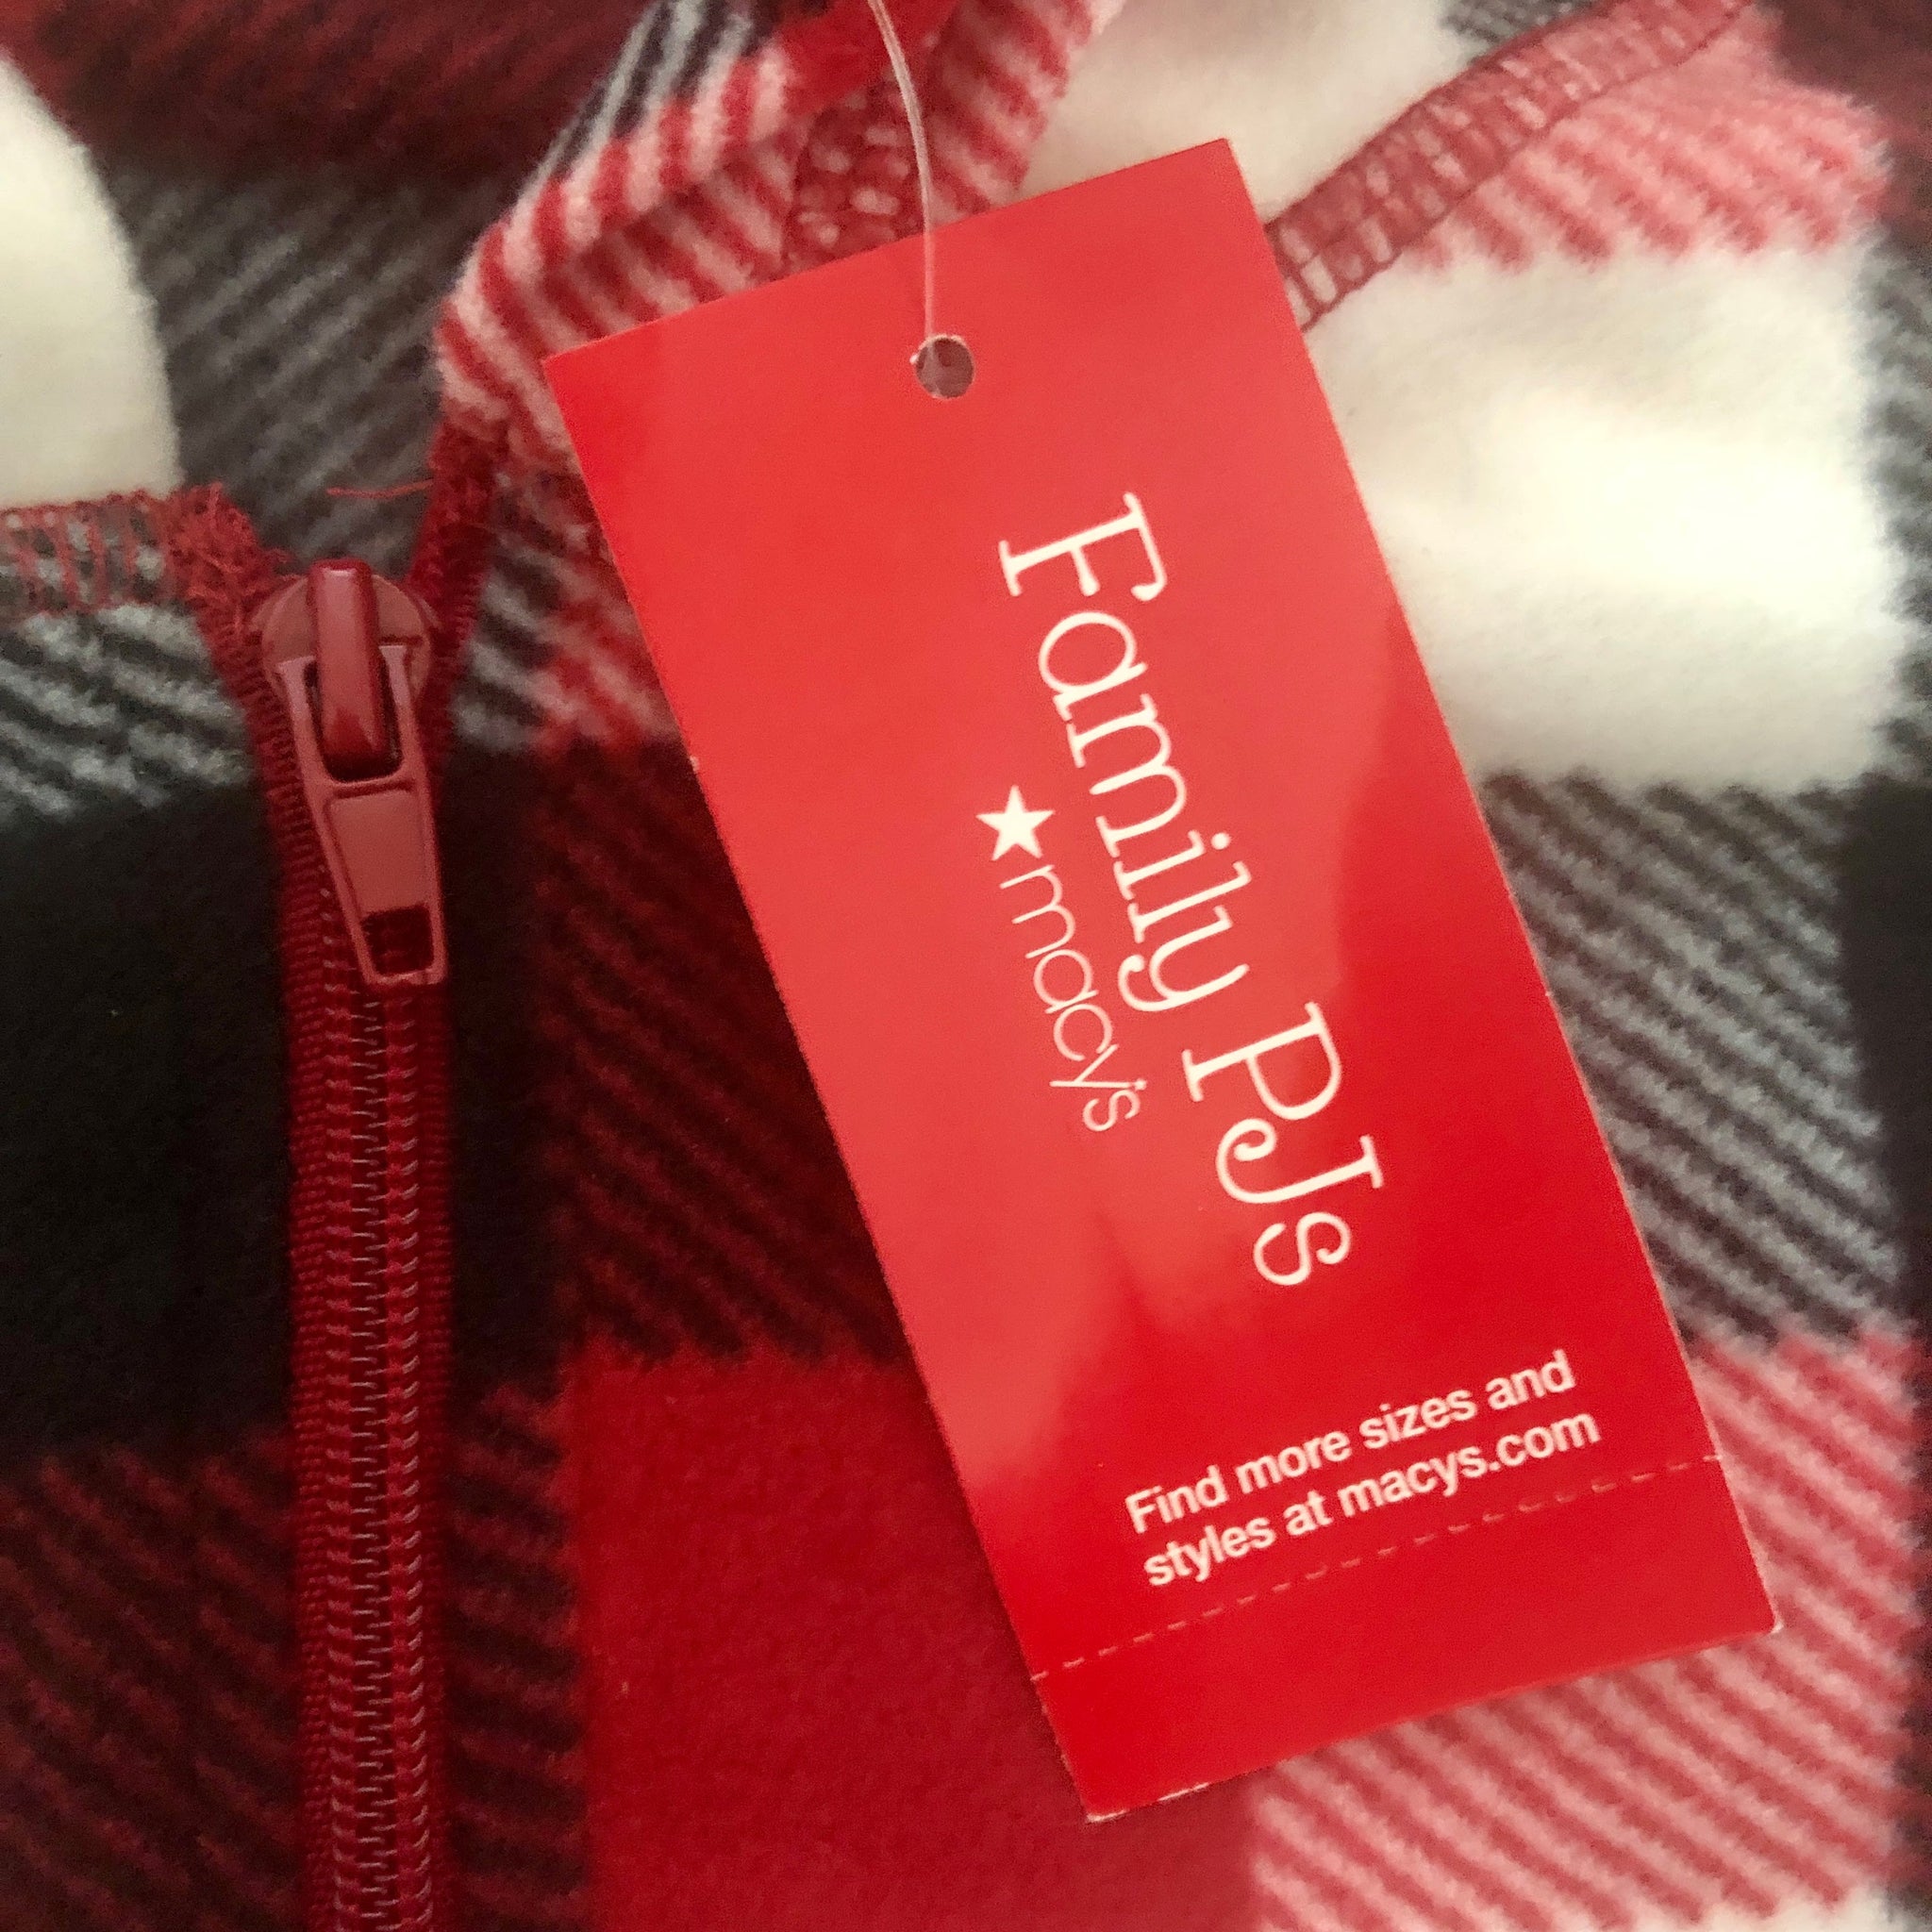 Family PJs
macy's
Find more sizes and
styles at macys.com